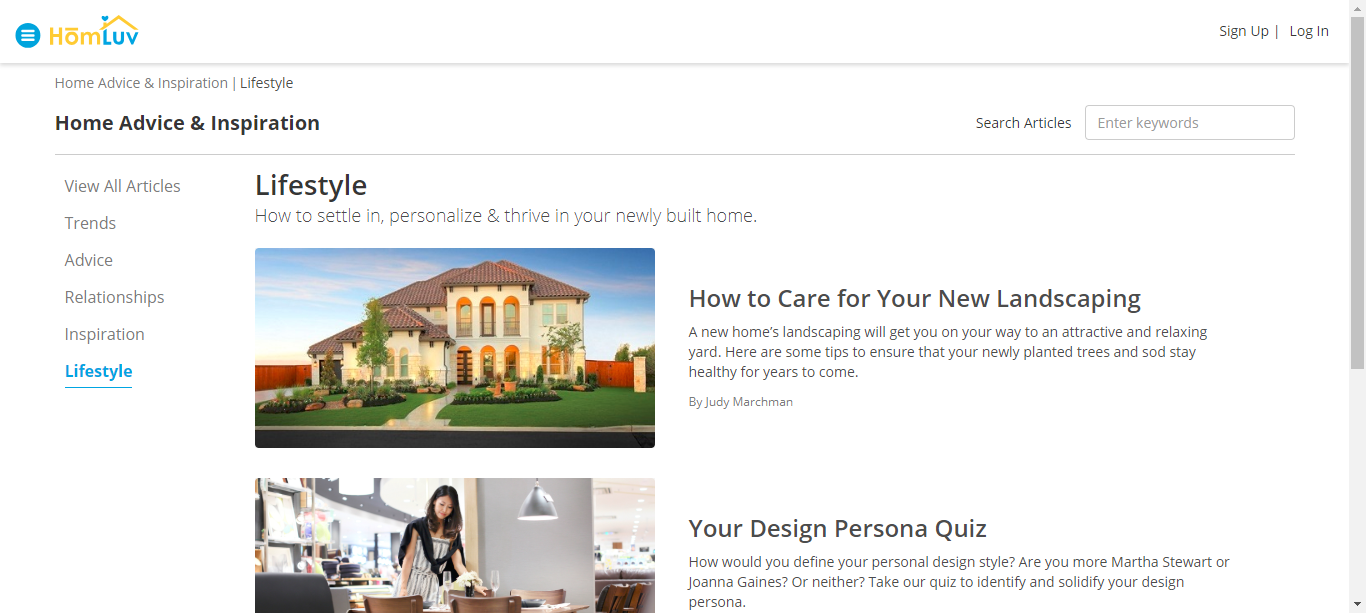 HōmLuv
Sign Up | Log In
Home Advice & Inspiration | Lifestyle
Home Advice & Inspiration
Search Articles
Enter keywords
View All Articles
Trends
Advice
Relationships
Inspiration
Lifestyle
Lifestyle
How to settle in, personalize & thrive in your newly built home.
How to Care for Your New Landscaping
A new home’s landscaping will get you on your way to an attractive and relaxing
yard. Here are some tips to ensure that your newly planted trees and sod stay
healthy for years to come.
By Judy Marchman
Your Design Persona Quiz
How would you define your personal design style? Are you more Martha Stewart or
Joanna Gaines? Or neither? Take our quiz to identify and solidify your design
persona.